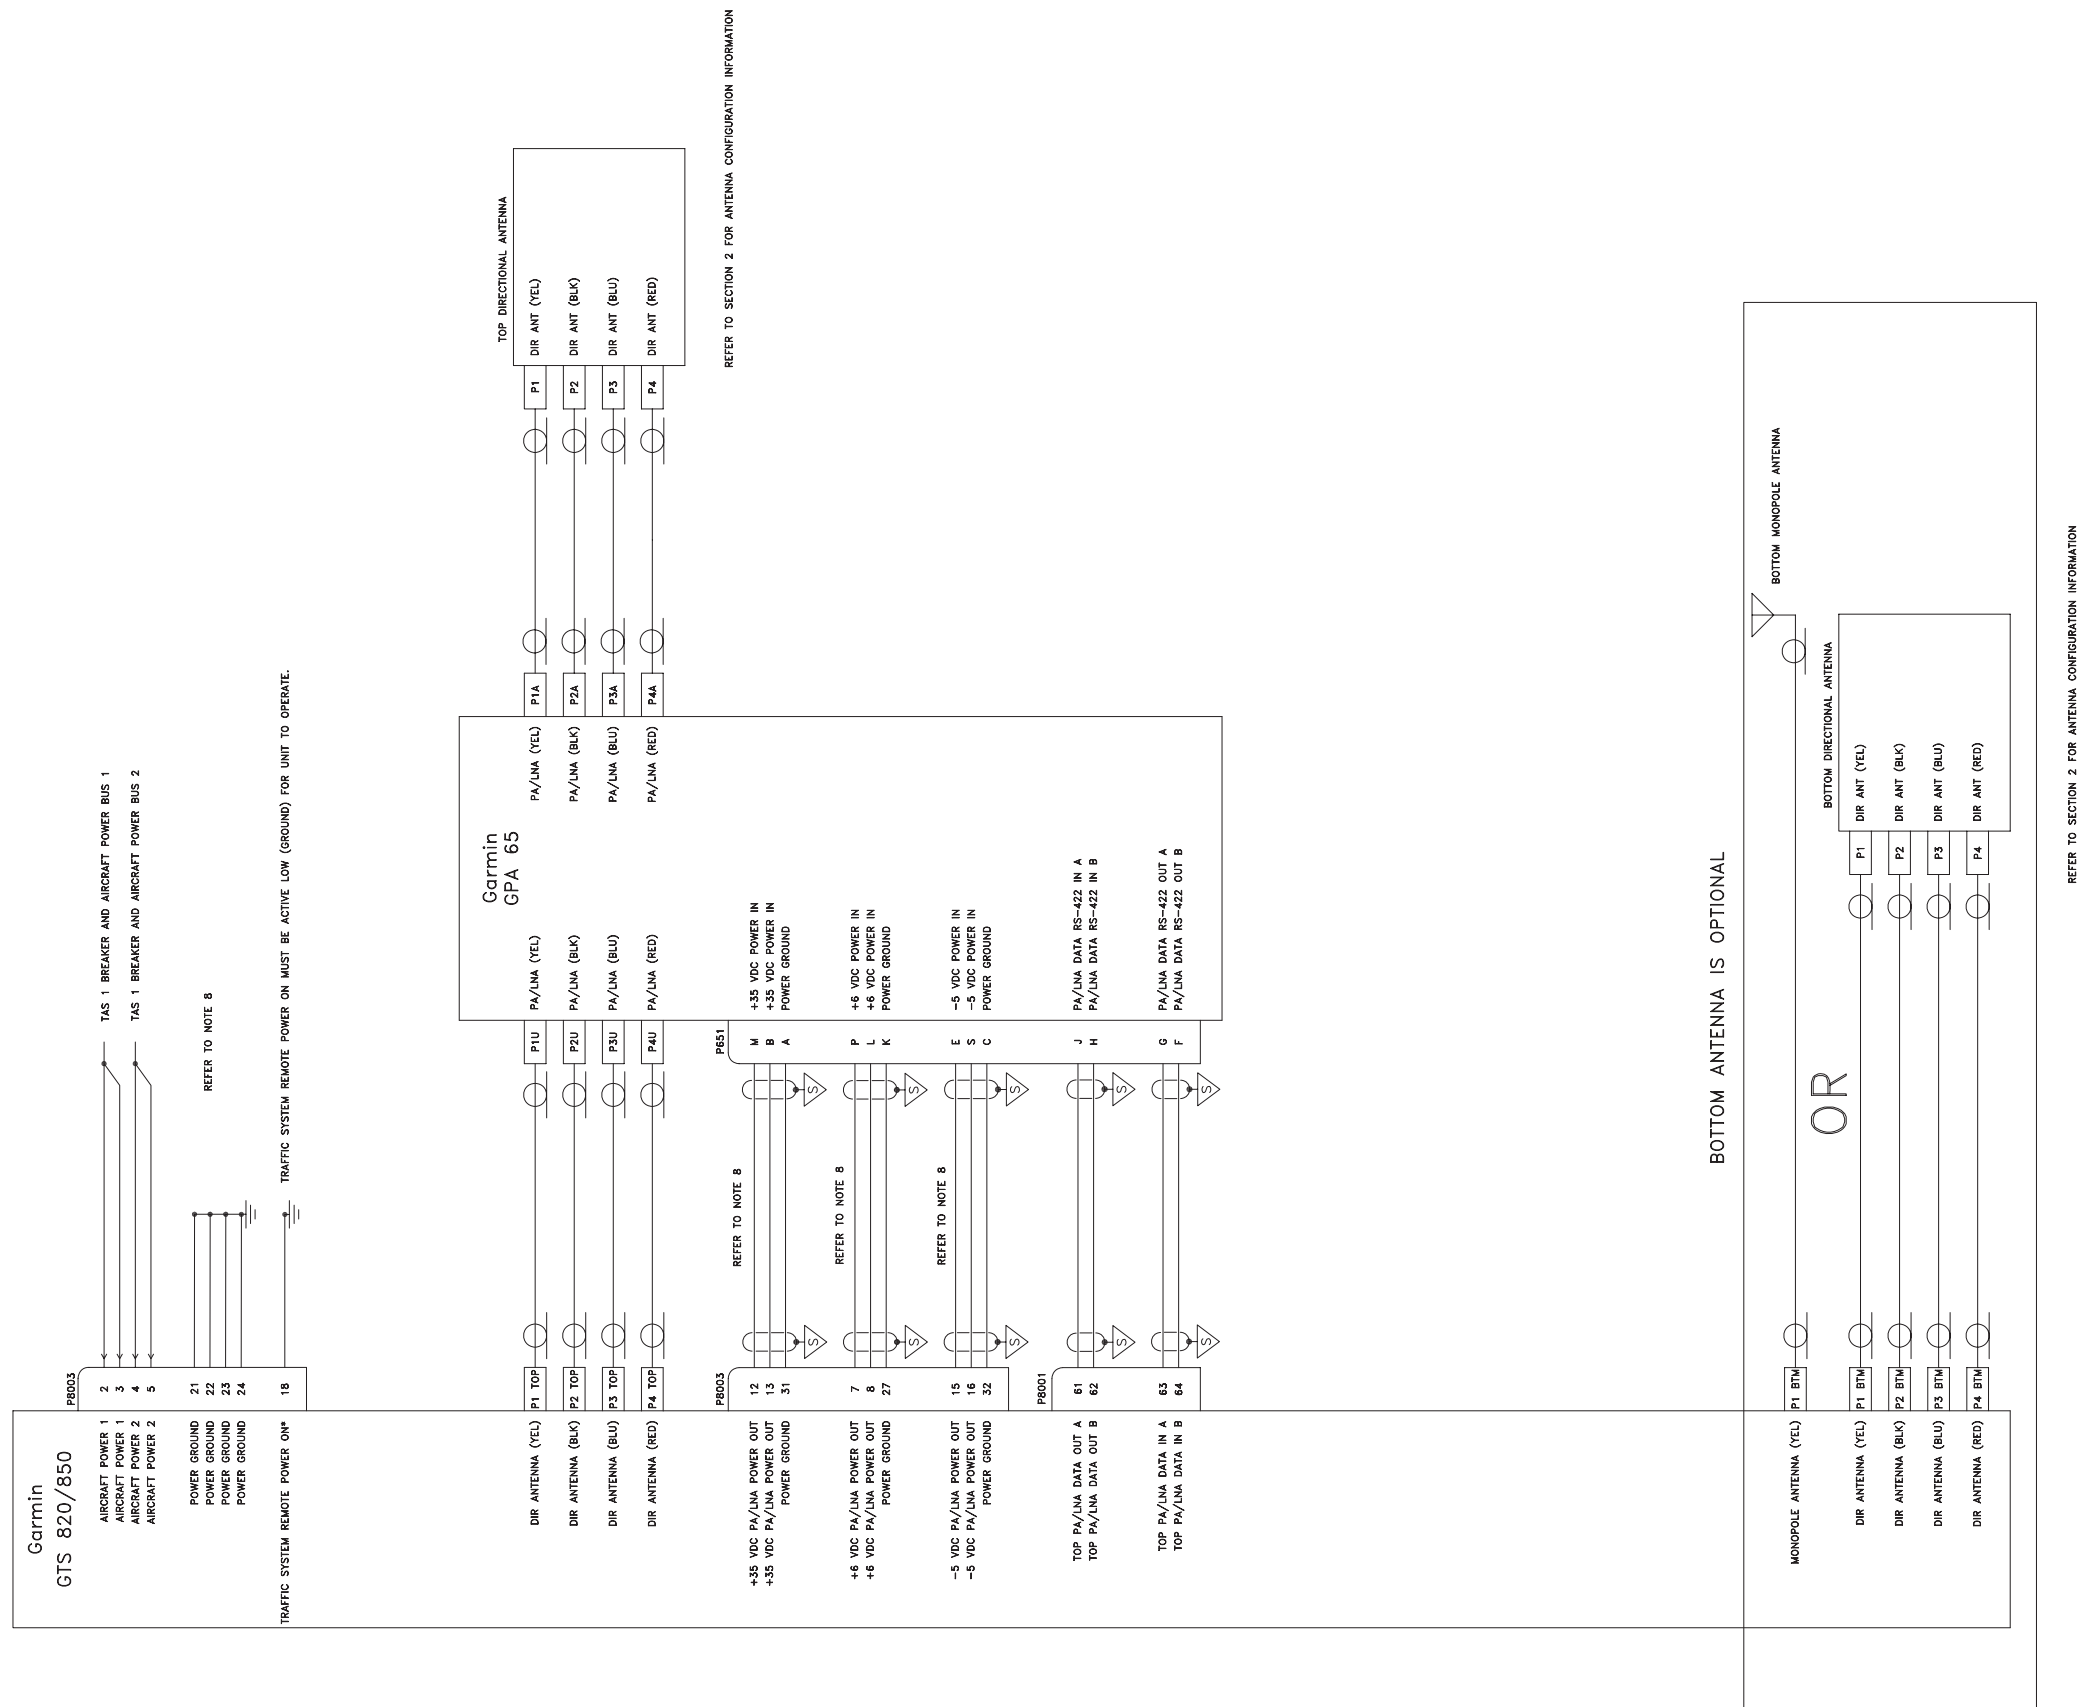 Garmin
GTS 820/850
P8003
AIRCRAFT POWER 1 2
AIRCRAFT POWER 1 3
AIRCRAFT POWER 2 4
AIRCRAFT POWER 2 5
TAS 1 BREAKER AND AIRCRAFT POWER BUS 1
TAS 1 BREAKER AND AIRCRAFT POWER BUS 2
POWER GROUND 21
POWER GROUND 22
POWER GROUND 23
POWER GROUND 24
REFER TO NOTE 8
TRAFFIC SYSTEM REMOTE POWER ON* 18
TRAFFIC SYSTEM REMOTE POWER ON MUST BE ACTIVE LOW (GROUND) FOR UNIT TO OPERATE.
Garmin
GPA 65
TOP DIRECTIONAL ANTENNA
DIR ANTENNA (YEL) P1 TOP P1U PA/LNA (YEL) PA/LNA (YEL) P1A P1 DIR ANT (YEL)
DIR ANTENNA (BLK) P2 TOP P2U PA/LNA (BLK) PA/LNA (BLK) P2A P2 DIR ANT (BLK)
DIR ANTENNA (BLU) P3 TOP P3U PA/LNA (BLU) PA/LNA (BLU) P3A P3 DIR ANT (BLU)
DIR ANTENNA (RED) P4 TOP P4U PA/LNA (RED) PA/LNA (RED) P4A P4 DIR ANT (RED)
REFER TO SECTION 2 FOR ANTENNA CONFIGURATION INFORMATION
P8003 P651
REFER TO NOTE 8
+35 VDC PA/LNA POWER OUT 12 M +35 VDC POWER IN
+35 VDC PA/LNA POWER OUT 13 B +35 VDC POWER IN
POWER GROUND 31 A POWER GROUND
S S
REFER TO NOTE 8
+6 VDC PA/LNA POWER OUT 7 P +6 VDC POWER IN
+6 VDC PA/LNA POWER OUT 8 L +6 VDC POWER IN
POWER GROUND 27 K POWER GROUND
S S
REFER TO NOTE 8
-5 VDC PA/LNA POWER OUT 15 E -5 VDC POWER IN
-5 VDC PA/LNA POWER OUT 16 S -5 VDC POWER IN
POWER GROUND 32 C POWER GROUND
S S
P8001
TOP PA/LNA DATA OUT A 61 J PA/LNA DATA RS-422 IN A
TOP PA/LNA DATA OUT B 62 H PA/LNA DATA RS-422 IN B
S S
TOP PA/LNA DATA IN A 63 G PA/LNA DATA RS-422 OUT A
TOP PA/LNA DATA IN B 64 F PA/LNA DATA RS-422 OUT B
S S
BOTTOM ANTENNA IS OPTIONAL
BOTTOM MONOPOLE ANTENNA
MONOPOLE ANTENNA (YEL) P1 BTM
OR
BOTTOM DIRECTIONAL ANTENNA
DIR ANTENNA (YEL) P1 BTM P1 DIR ANT (YEL)
DIR ANTENNA (BLK) P2 BTM P2 DIR ANT (BLK)
DIR ANTENNA (BLU) P3 BTM P3 DIR ANT (BLU)
DIR ANTENNA (RED) P4 BTM P4 DIR ANT (RED)
REFER TO SECTION 2 FOR ANTENNA CONFIGURATION INFORMATION